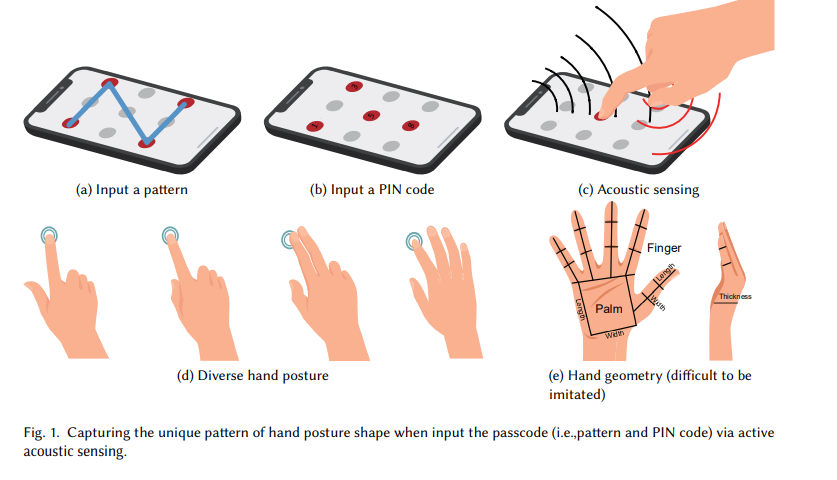 (a) Input a pattern
(b) Input a PIN code
(c) Acoustic sensing
Finger
Length
Width
Length
Palm
Width
Thickness
(d) Diverse hand posture
(e) Hand geometry (difficult to be
imitated)
Fig. 1. Capturing the unique pattern of hand posture shape when input the passcode (i.e.,pattern and PIN code) via active
acoustic sensing.